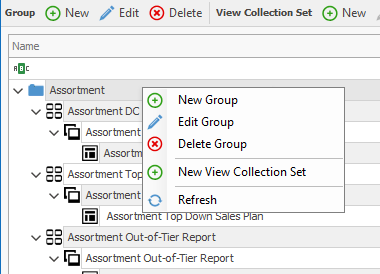 Group New Edit Delete View Collection Set New
Name
ABC
Assortment
New Group
Assortment DC
Edit Group
Assortment
Delete Group
Assortm
New View Collection Set
Assortment Top
Assortment
Refresh
Assortment Top Down Sales Plan
Assortment Out-of-Tier Report
Assortment Out-of-Tier Report